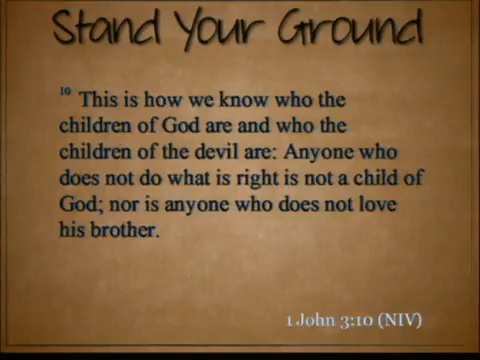 Stand Your Ground
10 This is how we know who the
children of God are and who the
children of the devil are: Anyone who
does not do what is right is not a child of
God; nor is anyone who does not love
his brother.
1 John 3:10 (NIV)